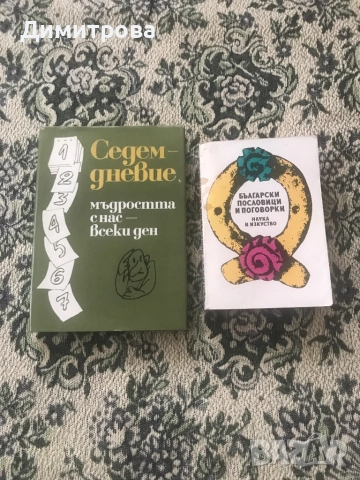 Димитрова
1
2
3
4
5
6
7
Седем-
дневие,
мъдростта
с нас –
всеки ден
БЪЛГАРСКИ
ПОСЛОВИЦИ
И ПОГОВОРКИ
НАУКА
И ИЗКУСТВО